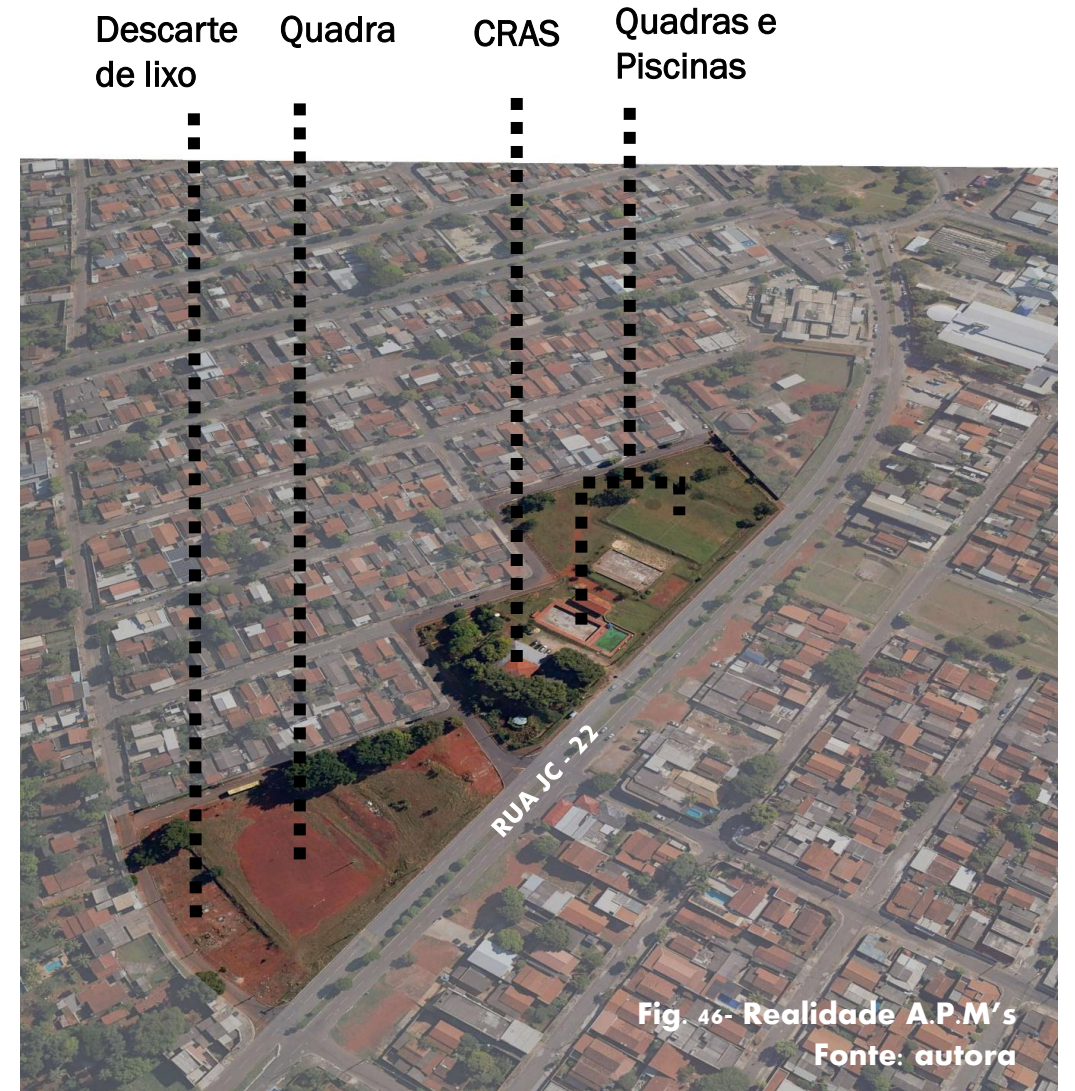 Descarte
de lixo
Quadra
CRAS
Quadras e
Piscinas
RUA JC - 22
Fig. 46- Realidade A.P.M's
Fonte: autora